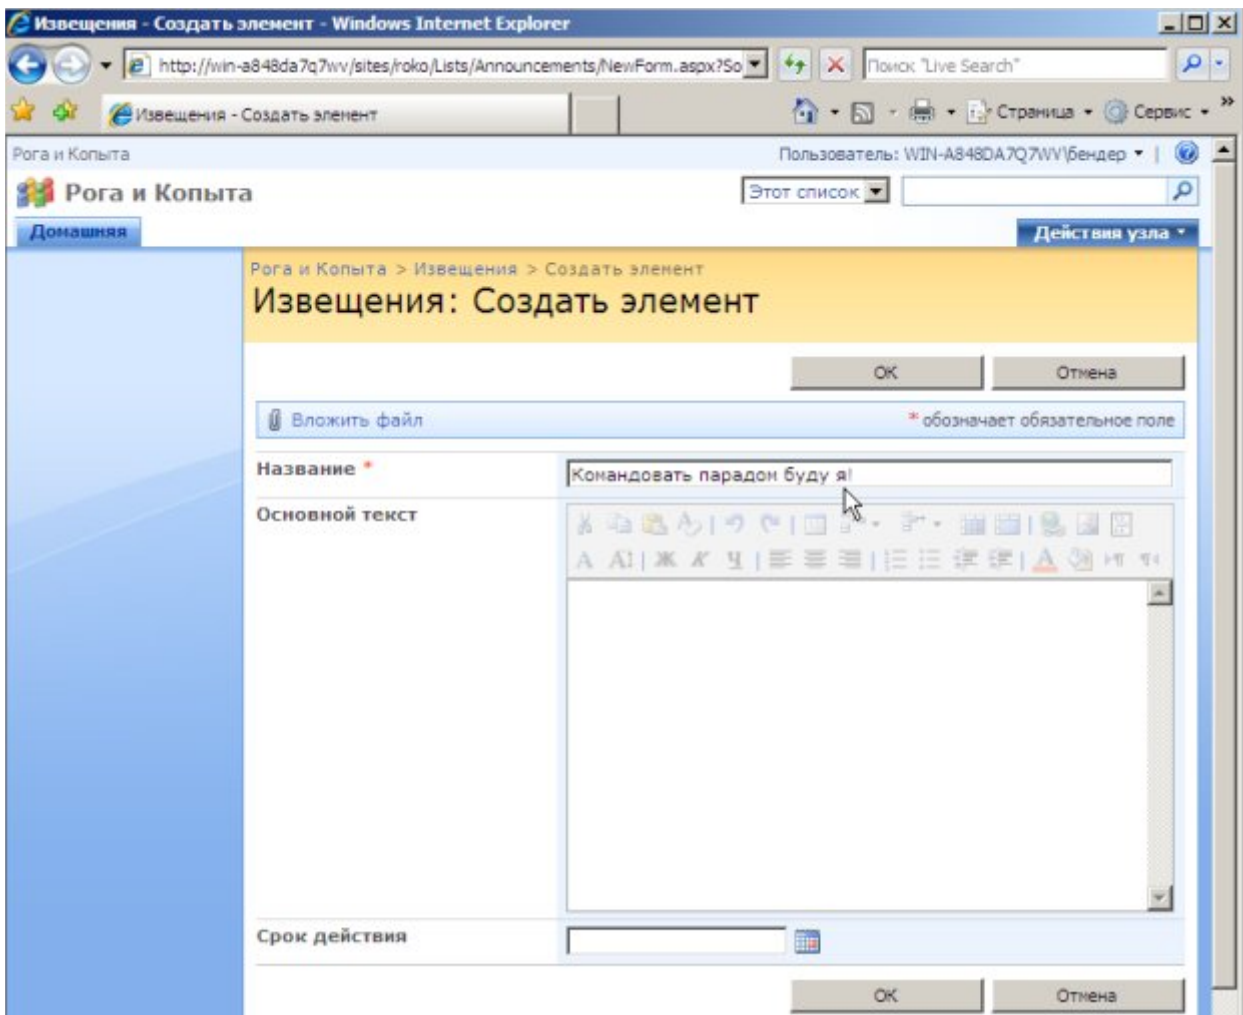 Извещения - Создать элемент - Windows Internet Explorer
http://win-a848da7q7wv/sites/roko/Lists/Announcements/NewForm.aspx?So
Поиск "Live Search"
Извещения - Создать элемент
Страница
Сервис
Рога и Копыта
Пользователь: WIN-A848DA7Q7WV\бендер
Рога и Копыта
Этот список
Домашняя
Действия узла
Рога и Копыта > Извещения > Создать элемент
Извещения: Создать элемент
ОК Отмена
Вложить файл * обозначает обязательное поле
Название * Командовать парадом буду я!
Основной текст
A AI Ж К Ч A
Срок действия
ОК Отмена